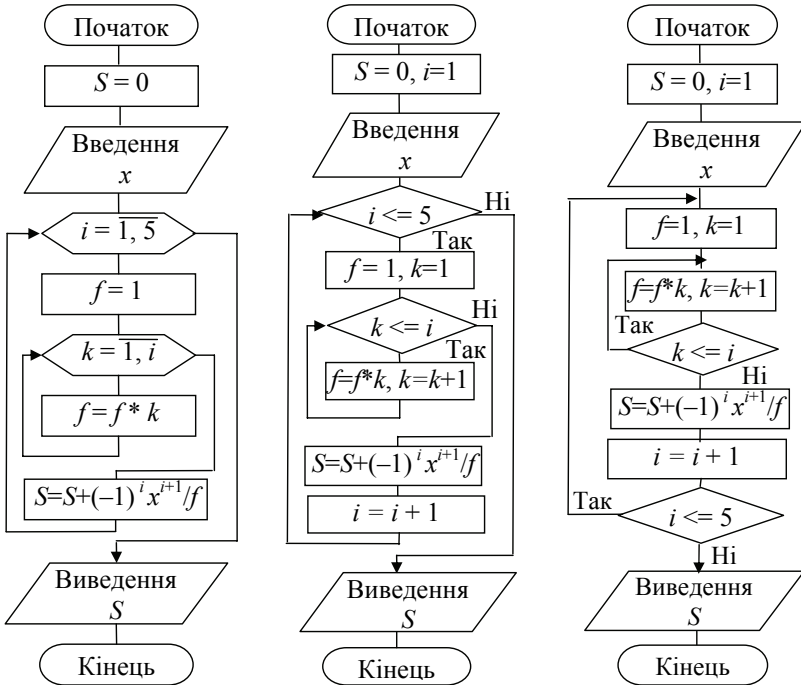 Початок
S = 0
Введення
x
i = 1, 5
f = 1
k = 1, i
f = f * k
S=S+(–1)^i x^{i+1}/f
Виведення
S
Кінець
Початок
S = 0, i=1
Введення
x
i <= 5
Ні
Так
f = 1, k=1
k <= i
Ні
Так
f=f*k, k=k+1
S=S+(–1)^i x^{i+1}/f
i = i + 1
Виведення
S
Кінець
Початок
S = 0, i=1
Введення
x
f=1, k=1
f=f*k, k=k+1
Так
k <= i
Ні
S=S+(–1)^i x^{i+1}/f
i = i + 1
Так
i <= 5
Ні
Виведення
S
Кінець